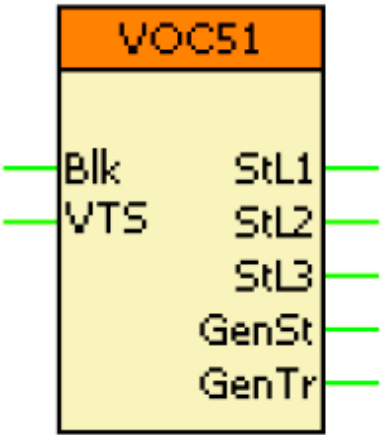 VOC51
Blk StL1
VTS StL2
StL3
GenSt
GenTr